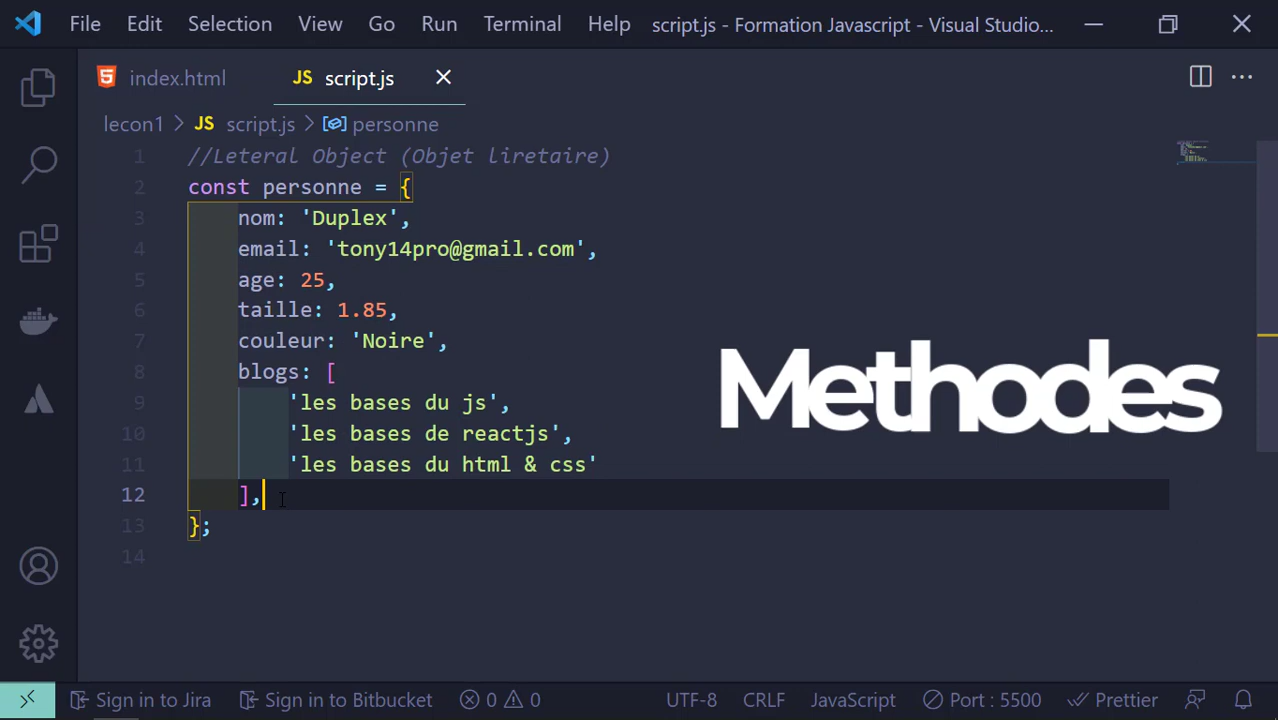 File Edit Selection View Go Run Terminal Help script.js - Formation Javascript - Visual Studio...
index.html JS script.js
lecon1 > JS script.js > personne
1 //Leteral Object (Objet liretaire)
2 const personne = {
3 nom: 'Duplex',
4 email: 'tony14pro@gmail.com',
5 age: 25,
6 taille: 1.85,
7 couleur: 'Noire',
8 blogs: [
9 'les bases du js',
10 'les bases de reactjs',
11 'les bases du html & css'
12 ],
13 };
14
Methodes
Sign in to Jira Sign in to Bitbucket 0 0 UTF-8 CRLF JavaScript Port : 5500 Prettier